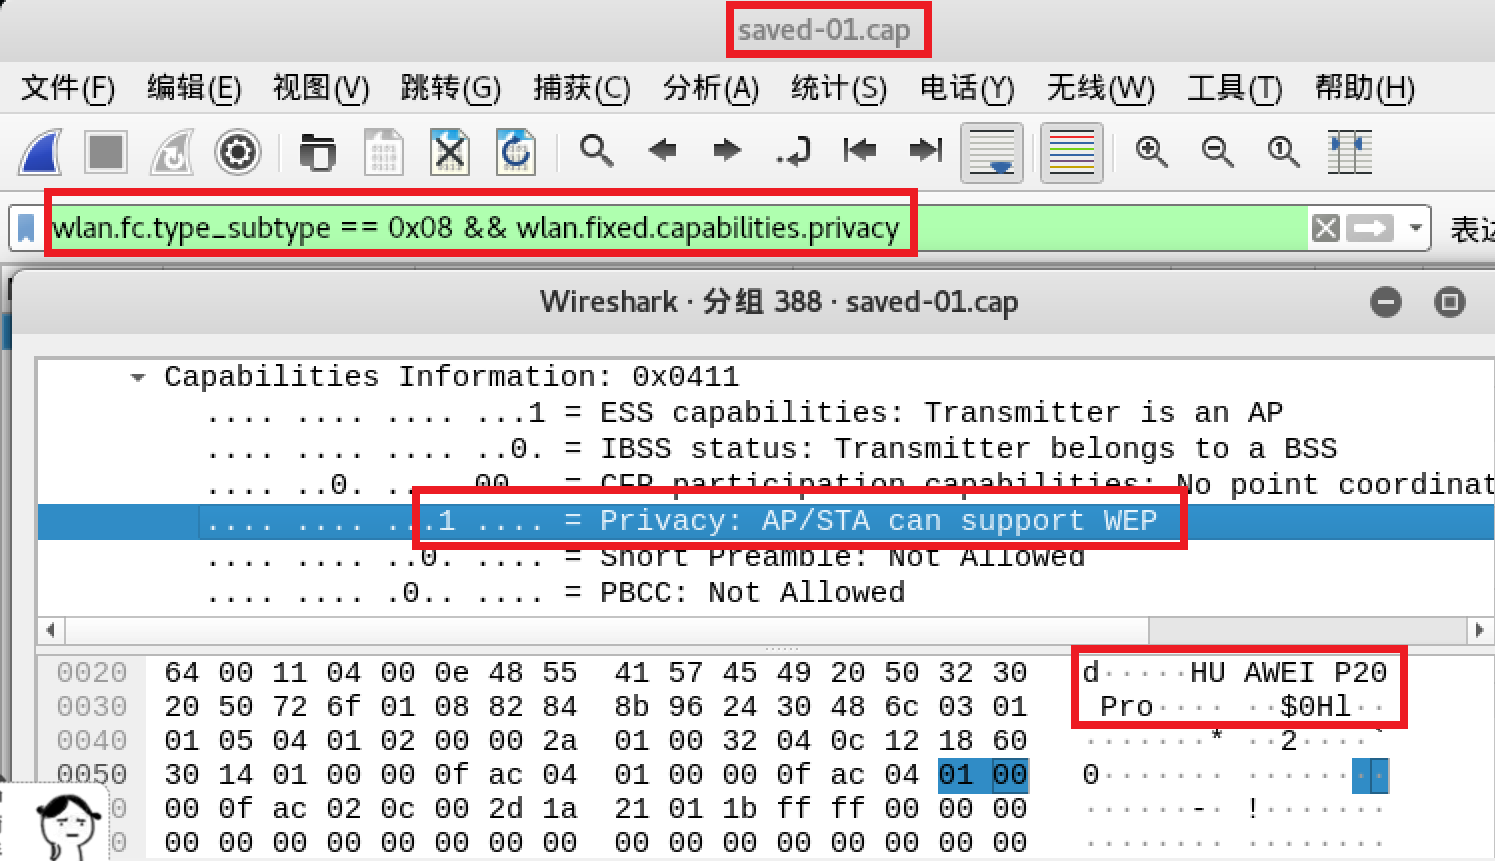 saved-01.cap
文件(F) 编辑(E) 视图(V) 跳转(G) 捕获(C) 分析(A) 统计(S) 电话(Y) 无线(W) 工具(T) 帮助(H)
wlan.fc.type_subtype == 0x08 && wlan.fixed.capabilities.privacy
Wireshark · 分组 388 · saved-01.cap
Capabilities Information: 0x0411
.... .... .... ...1 = ESS capabilities: Transmitter is an AP
.... .... .... ..0. = IBSS status: Transmitter belongs to a BSS
.... ..0. .... 00.. = CFP participation capabilities: No point coordinat
.... .... ...1 .... = Privacy: AP/STA can support WEP
.... .... ..0. .... = Short Preamble: Not Allowed
.... .... .0.. .... = PBCC: Not Allowed
0020 64 00 11 04 00 0e 48 55 41 57 45 49 20 50 32 30 d·····HU AWEI P20
0030 20 50 72 6f 01 08 82 84 8b 96 24 30 48 6c 03 01 Pro···· ··$0Hl··
0040 01 05 04 01 02 00 00 2a 01 00 32 04 0c 12 18 60 ·······* ··2····`
0050 30 14 01 00 00 0f ac 04 01 00 00 0f ac 04 01 00 0······· ········
00 0f ac 02 0c 00 2d 1a 21 01 1b ff ff 00 00 00 ······-· !·······
00 00 00 00 00 00 00 00 00 00 00 00 00 00 00 00 ········ ········